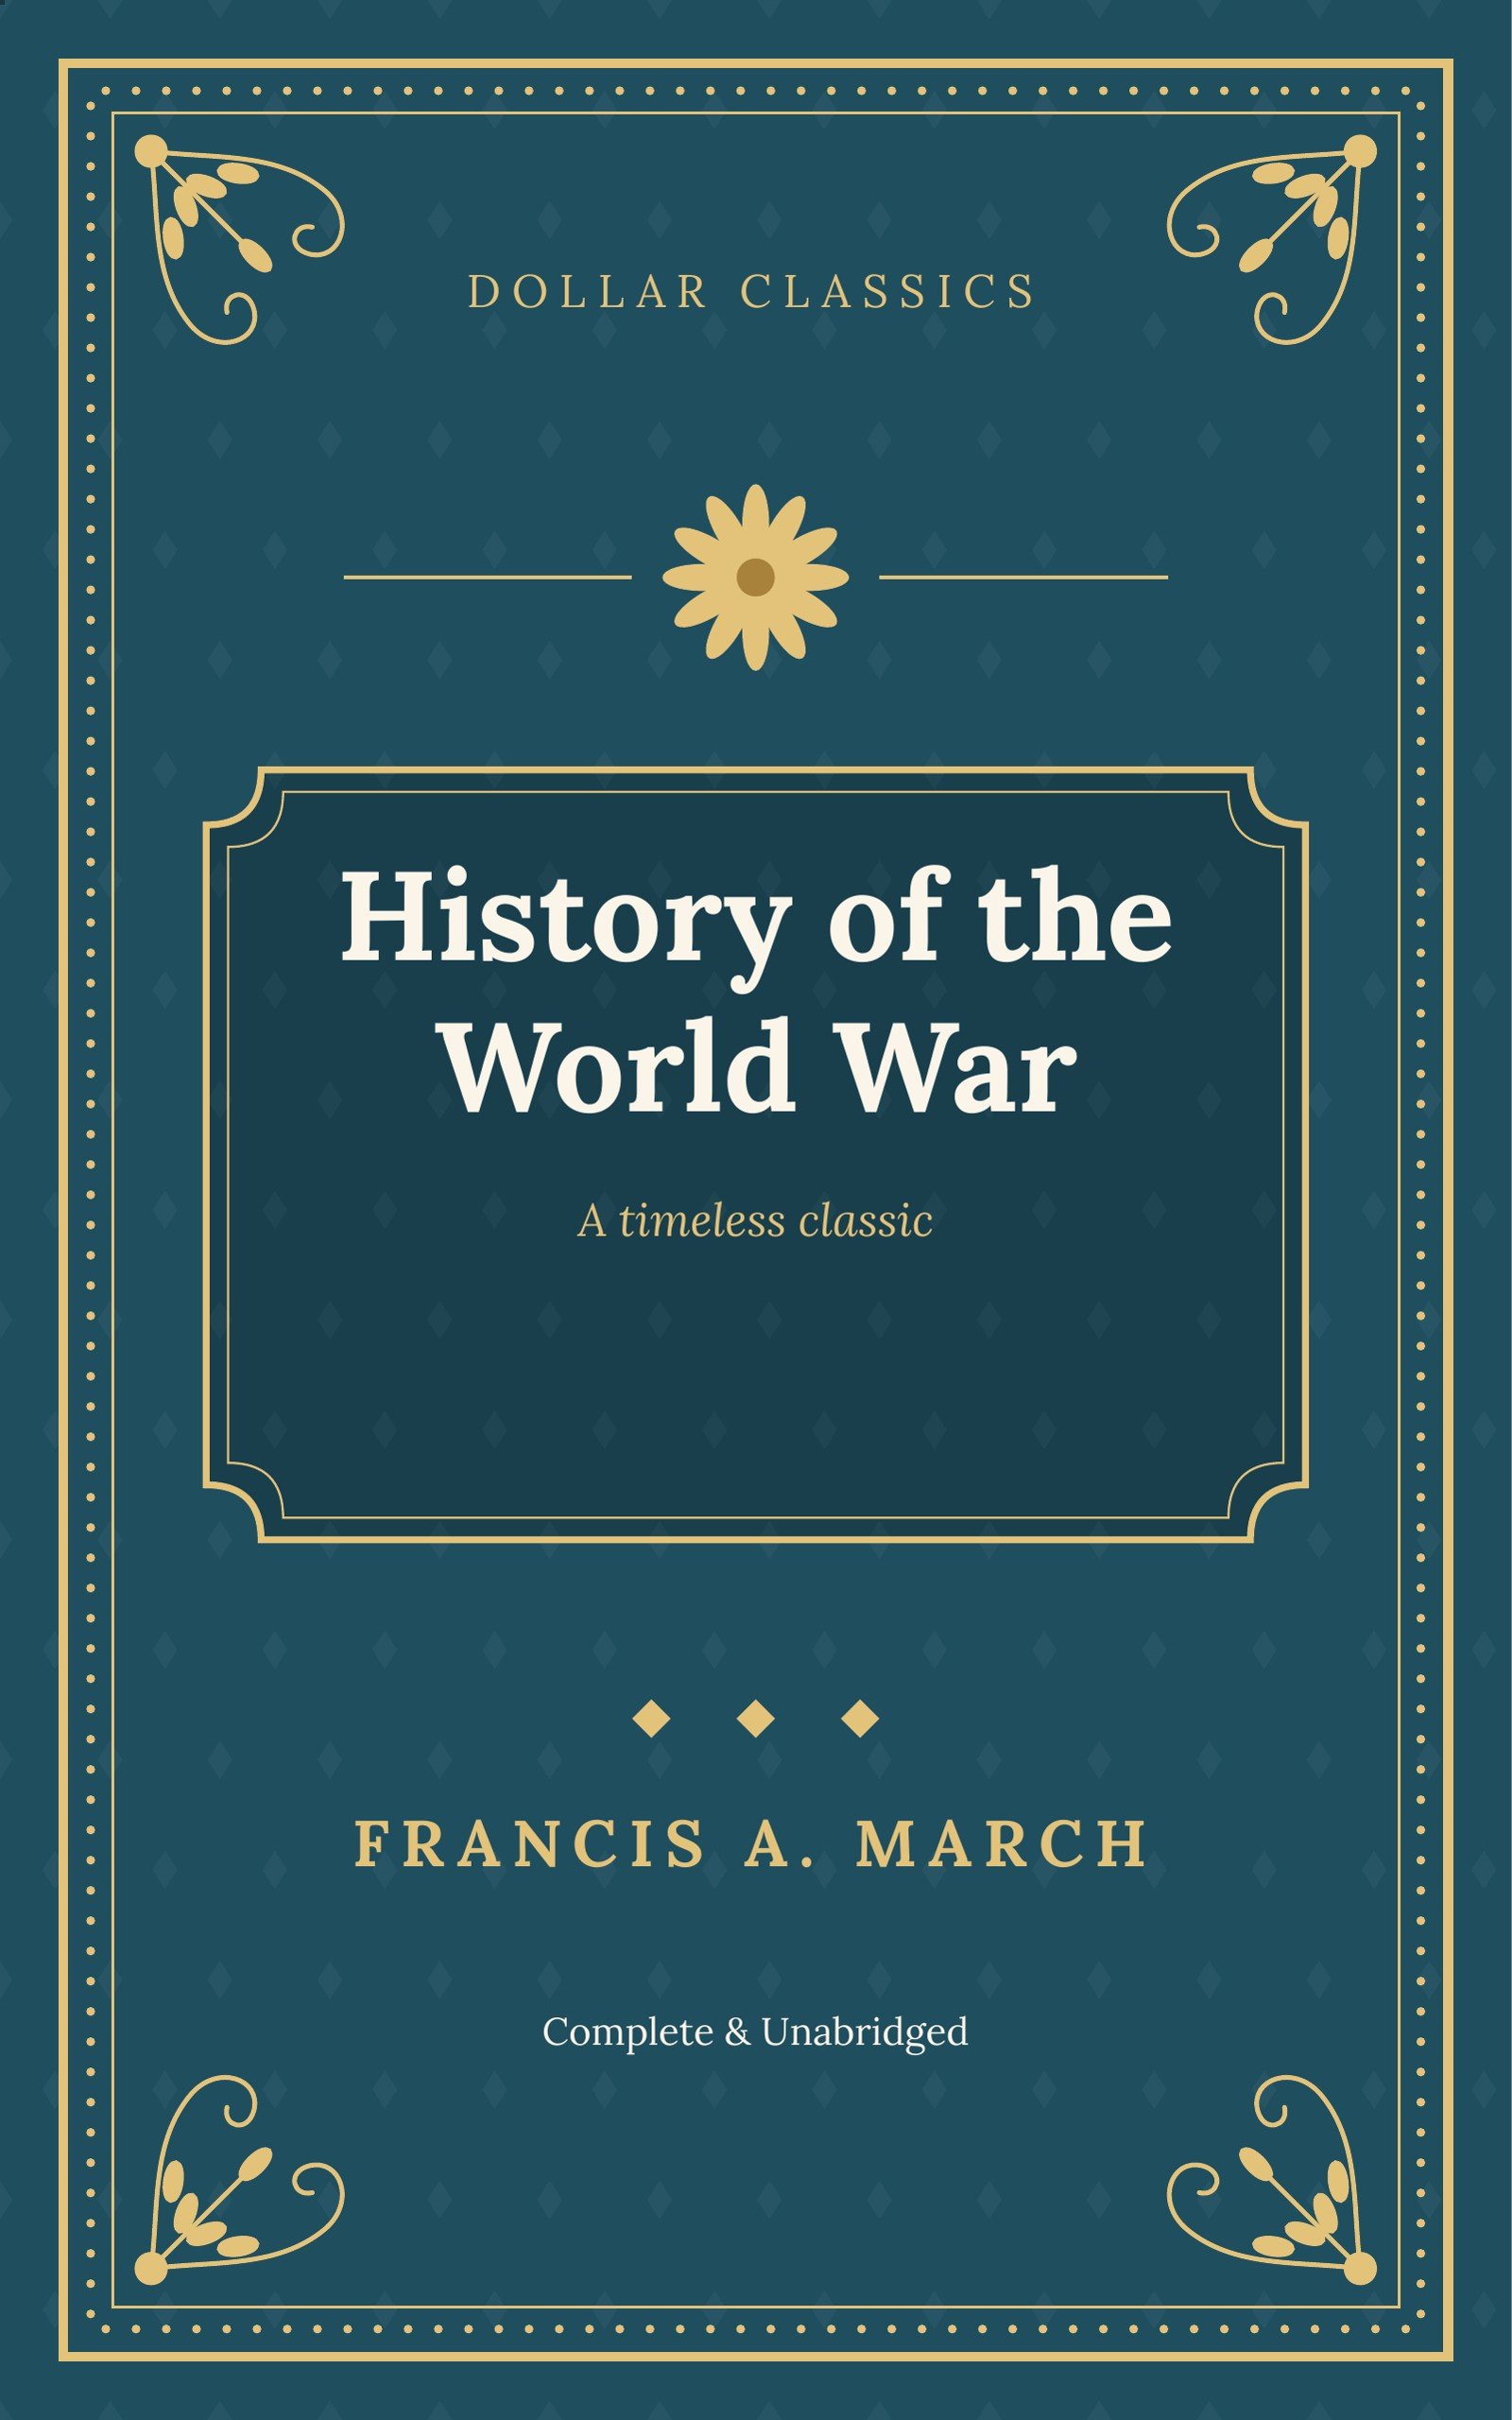 DOLLAR CLASSICS
History of the
World War
A timeless classic
FRANCIS A. MARCH
Complete & Unabridged